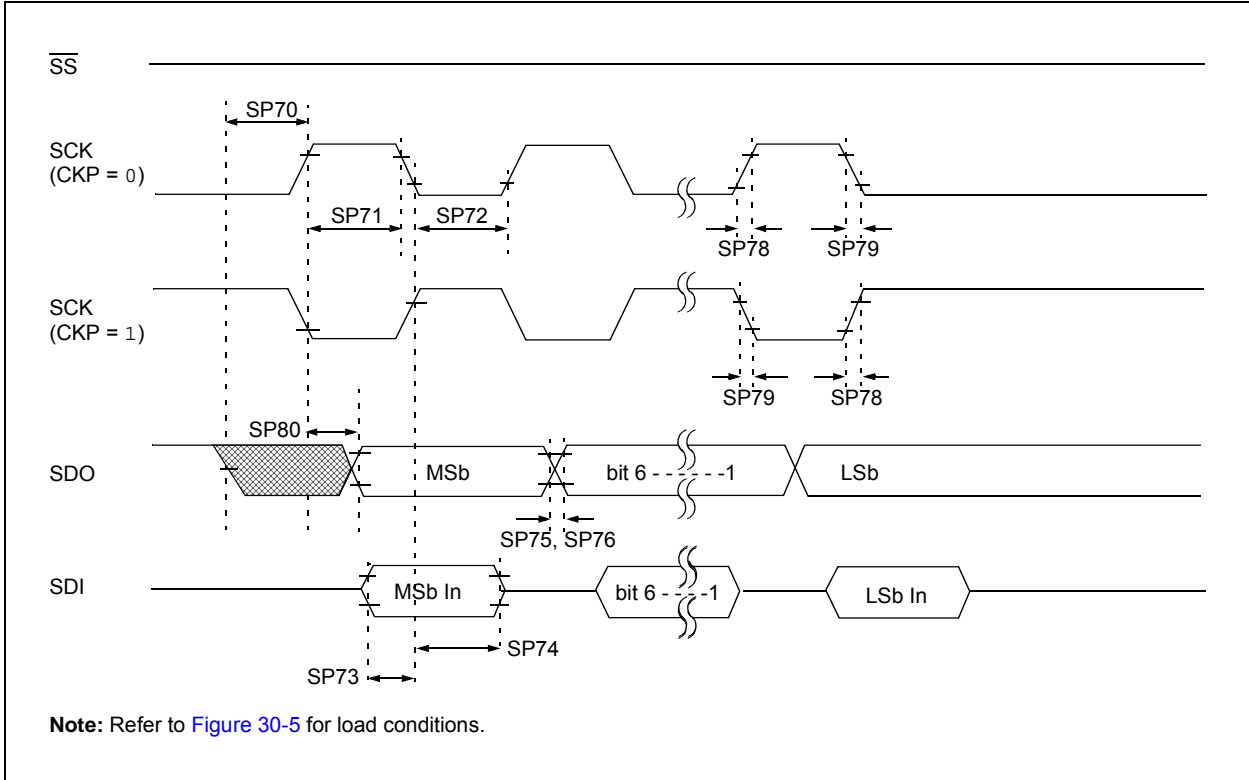 SS
SP70
SCK
(CKP = 0)
SP71
SP72
SP78
SP79
SCK
(CKP = 1)
SP79
SP78
SP80
SDO
MSb
bit 6 - - - - - -1
LSb
SP75, SP76
SDI
MSb In
bit 6 - - - -1
LSb In
SP74
SP73
Note: Refer to Figure 30-5 for load conditions.